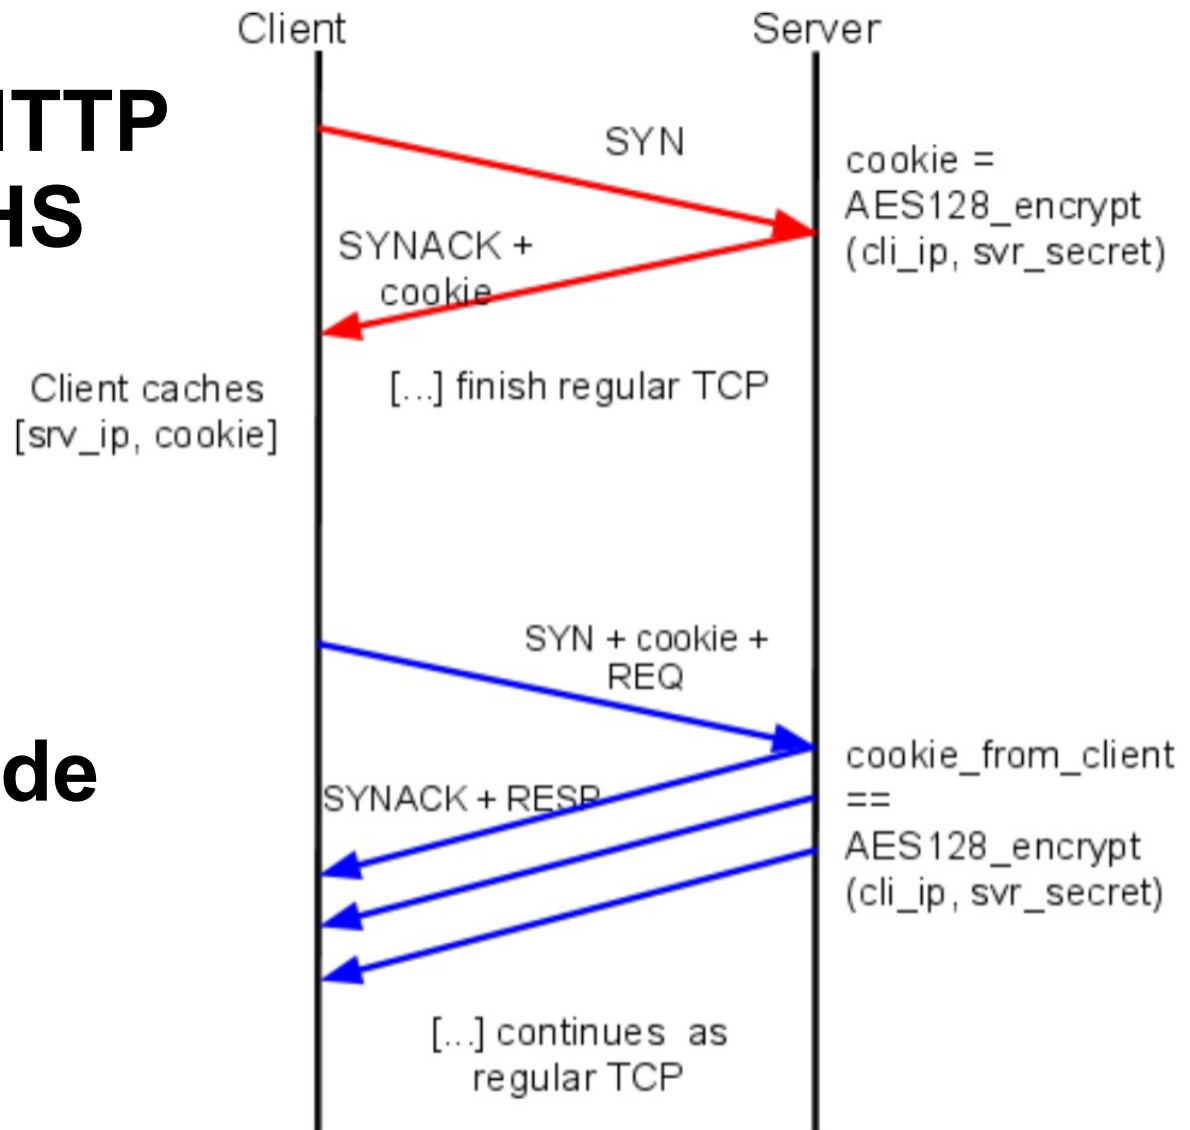 Client
Server
TTP
HS
SYN
cookie =
AES128_encrypt
(cli_ip, svr_secret)
SYNACK +
cookie
Client caches
[srv_ip, cookie]
[...] finish regular TCP
SYN + cookie +
REQ
de
SYNACK + RESP
cookie_from_client
==
AES128_encrypt
(cli_ip, svr_secret)
[...] continues as
regular TCP